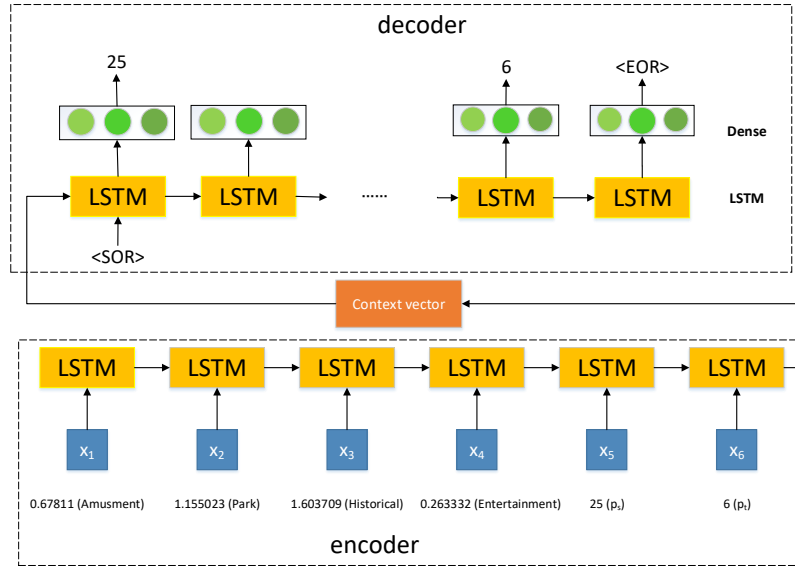 decoder
25
6
<EOR>
Dense
LSTM
LSTM
......
LSTM
LSTM
LSTM
<SOR>
Context vector
LSTM
LSTM
LSTM
LSTM
LSTM
LSTM
x₁
x₂
x₃
x₄
x₅
x₆
0.67811 (Amusment)
1.155023 (Park)
1.603709 (Historical)
0.263332 (Entertainment)
25 (pₛ)
6 (pₜ)
encoder